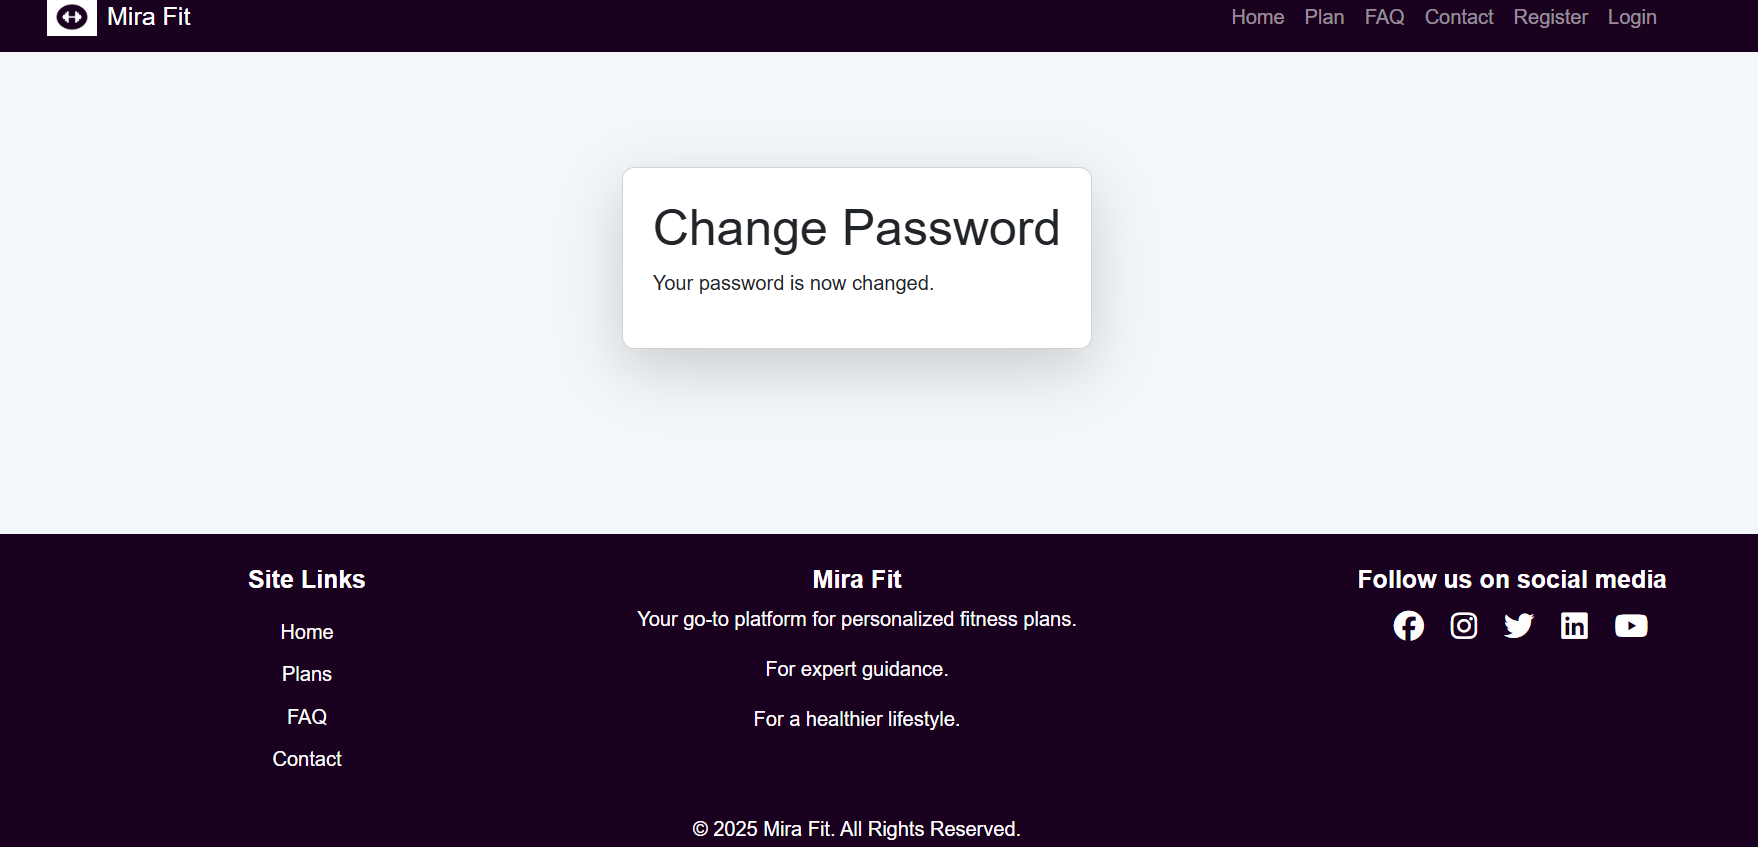 Mira Fit
Home Plan FAQ Contact Register Login
Change Password
Your password is now changed.
Site Links
Home
Plans
FAQ
Contact
Mira Fit
Your go-to platform for personalized fitness plans.
For expert guidance.
For a healthier lifestyle.
Follow us on social media
© 2025 Mira Fit. All Rights Reserved.